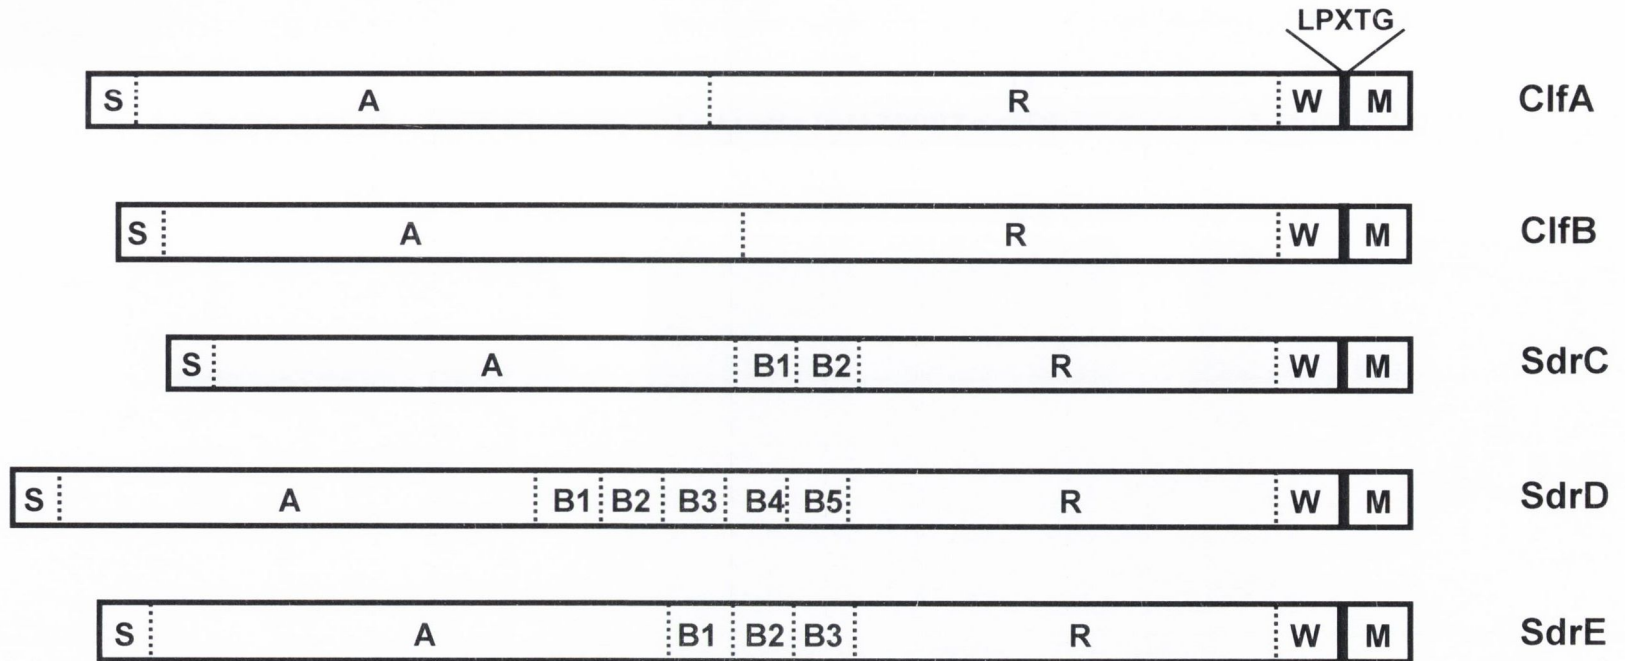 LPXTG
S A R W M ClfA
S A R W M ClfB
S A B1 B2 R W M SdrC
S A B1 B2 B3 B4 B5 R W M SdrD
S A B1 B2 B3 R W M SdrE